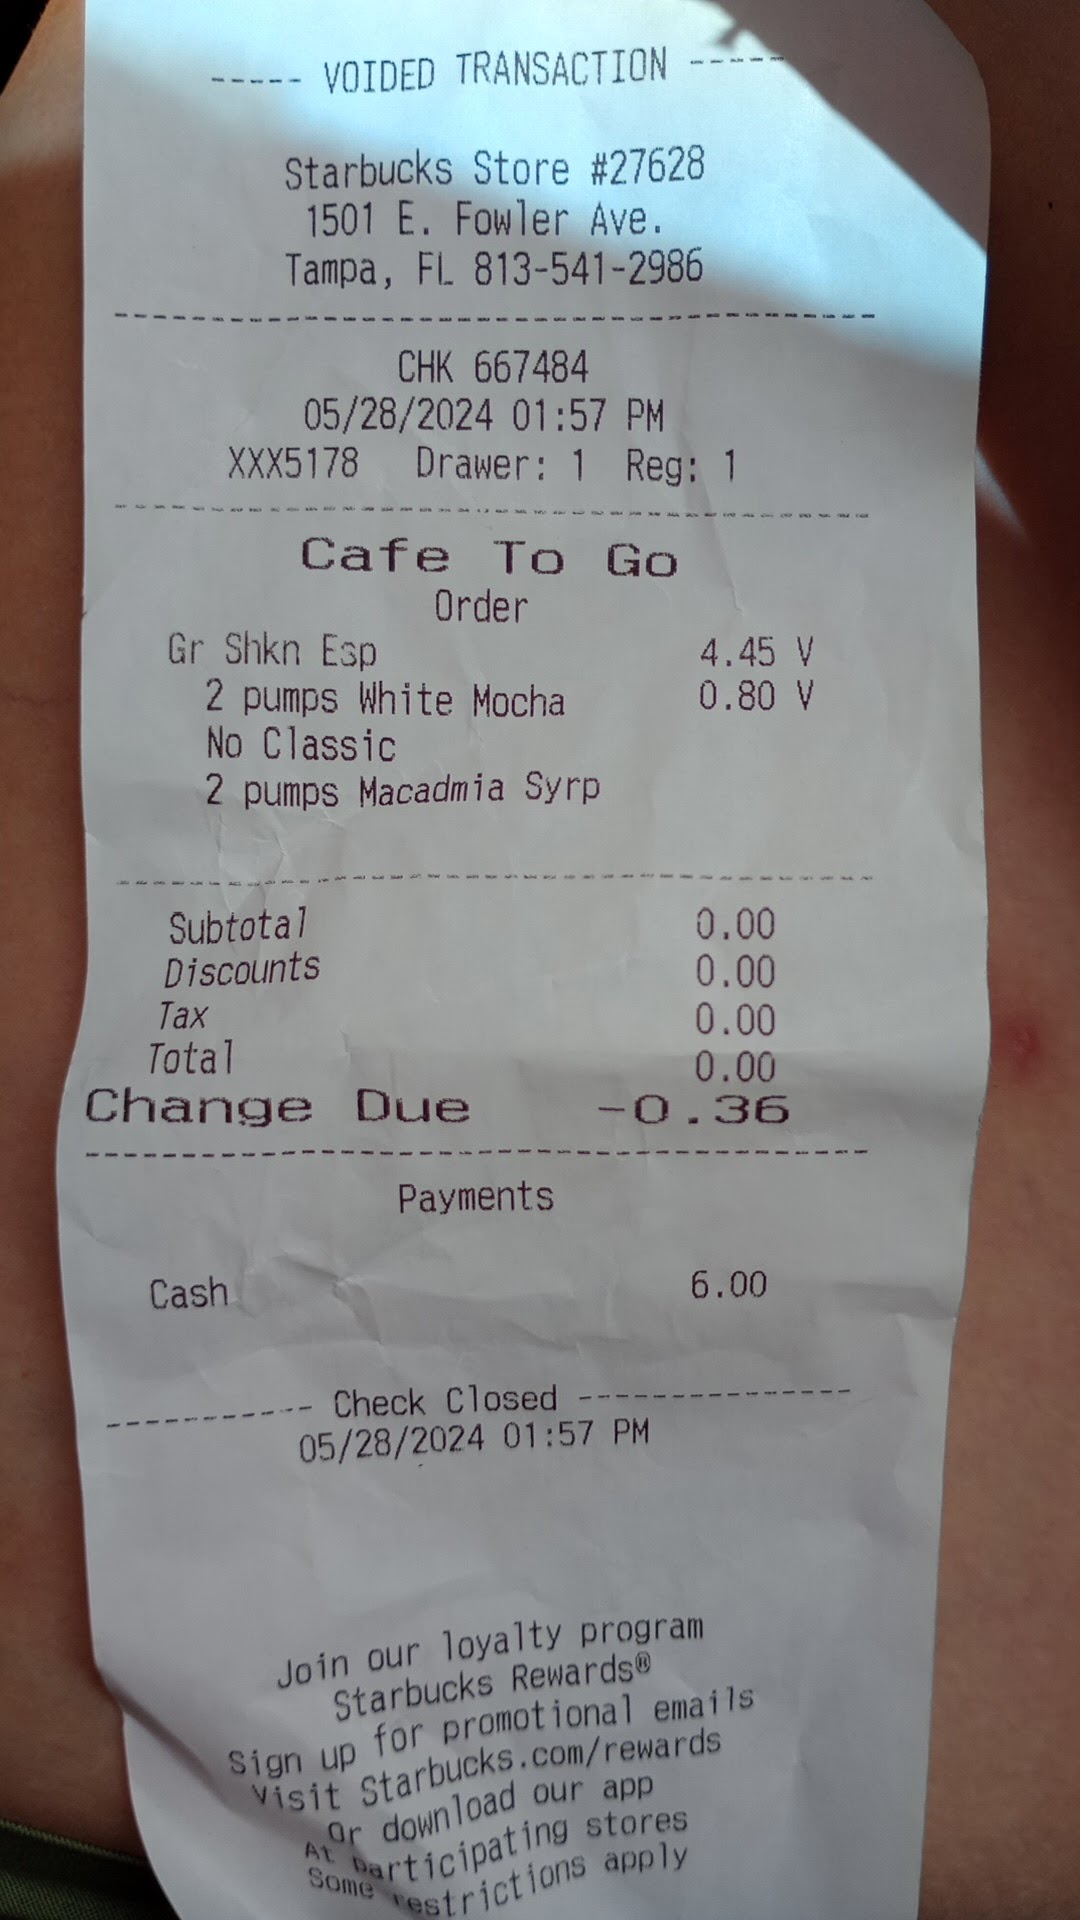 ----- VOIDED TRANSACTION -----
Starbucks Store #27628
1501 E. Fowler Ave.
Tampa, FL 813-541-2986
CHK 667484
05/28/2024 01:57 PM
XXX5178 Drawer: 1 Reg: 1
Cafe To Go
Order
Gr Shkn Esp 4.45 V
2 pumps White Mocha 0.80 V
No Classic
2 pumps Macadmia Syrp
Subtotal 0.00
Discounts 0.00
Tax 0.00
Total 0.00
Change Due -0.36
Payments
Cash 6.00
----------- Check Closed ---------------
05/28/2024 01:57 PM
Join our loyalty program
Starbucks Rewards®
Sign up for promotional emails
Visit Starbucks.com/rewards
Or download our app
At participating stores
Some restrictions apply